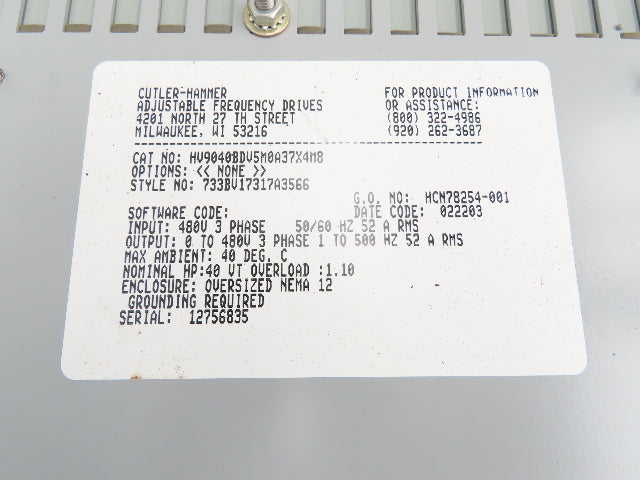 CUTLER-HAMMER
ADJUSTABLE FREQUENCY DRIVES
4201 NORTH 27 TH STREET
MILWAUKEE, WI 53216
FOR PRODUCT INFORMATION
OR ASSISTANCE:
(800) 322-4986
(920) 262-3687
CAT NO: HV9040BDV5M0A37X4M8
OPTIONS: << NONE >>
STYLE NO: 733BV17317A3566
G.O. NO: HCN78254-001
SOFTWARE CODE: DATE CODE: 022203
INPUT: 480V 3 PHASE 50/60 HZ 52 A RMS
OUTPUT: 0 TO 480V 3 PHASE 1 TO 500 HZ 52 A RMS
MAX AMBIENT: 40 DEG. C
NOMINAL HP:40 VT OVERLOAD :1.10
ENCLOSURE: OVERSIZED NEMA 12
GROUNDING REQUIRED
SERIAL: 12756835